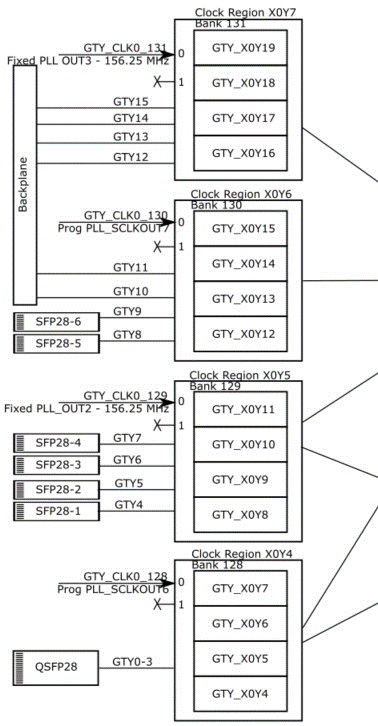 Clock Region X0Y7
Bank 131
GTY_CLK0_131
0
Fixed PLL OUT3 - 156.25 MHz
1
GTY_X0Y19
GTY_X0Y18
GTY_X0Y17
GTY_X0Y16
GTY15
GTY14
GTY13
GTY12
Backplane
Clock Region X0Y6
Bank 130
GTY_CLK0_130
0
Prog PLL_SCLKOUT7
1
GTY_X0Y15
GTY_X0Y14
GTY_X0Y13
GTY_X0Y12
GTY11
GTY10
GTY9
SFP28-6
GTY8
SFP28-5
Clock Region X0Y5
Bank 129
GTY_CLK0_129
0
Fixed PLL_OUT2 - 156.25 MHz
1
GTY_X0Y11
GTY_X0Y10
GTY_X0Y9
GTY_X0Y8
GTY7
SFP28-4
GTY6
SFP28-3
GTY5
SFP28-2
GTY4
SFP28-1
Clock Region X0Y4
Bank 128
GTY_CLK0_128
0
Prog PLL_SCLKOUT6
1
GTY_X0Y7
GTY_X0Y6
GTY_X0Y5
GTY_X0Y4
GTY0-3
QSFP28